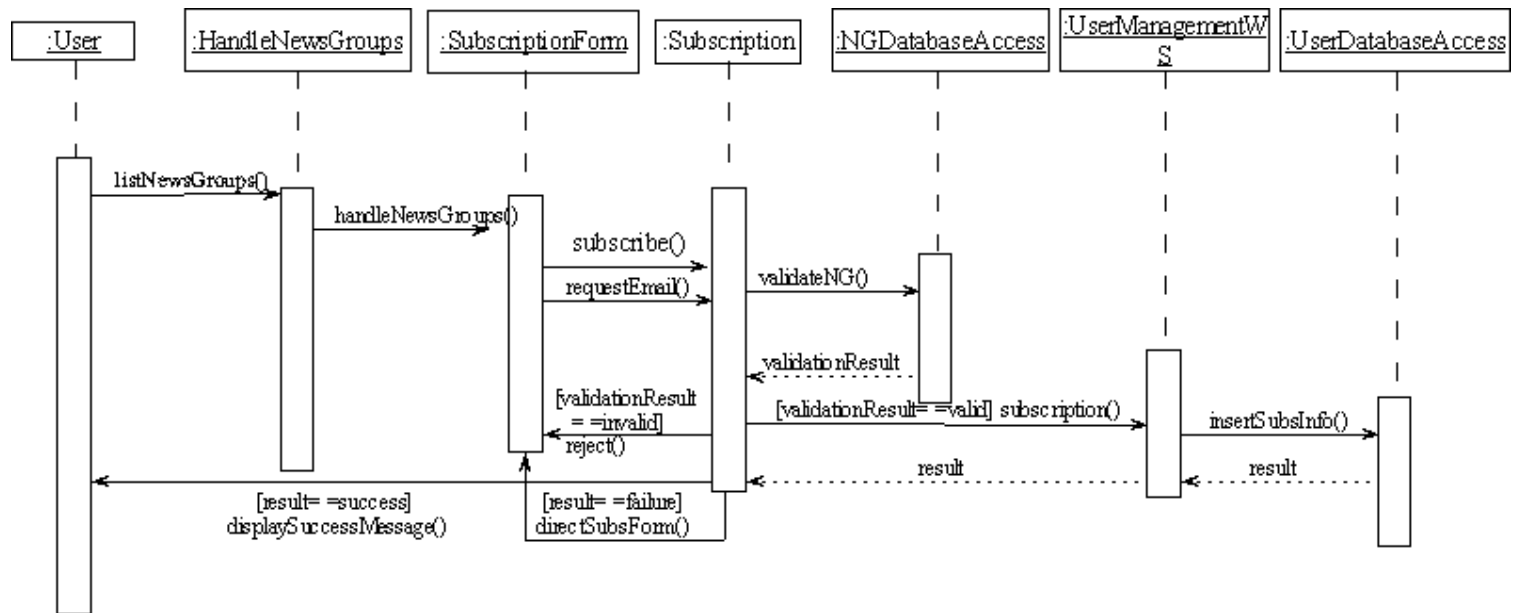 :User
:HandleNewsGroups
:SubscriptionForm
:Subscription
:NGDatabaseAccess
:UserManagementW
S
:UserDatabaseAccess
listNewsGroups()
handleNewsGroups()
subscribe()
requestEmail()
validateNG()
validationResult
[validationResult
= =invalid]
reject()
[validationResult= =valid] subscription()
insertSubsInfo()
result
result
[result= =success]
displaySuccessMessage()
[result= =failure]
directSubsForm()